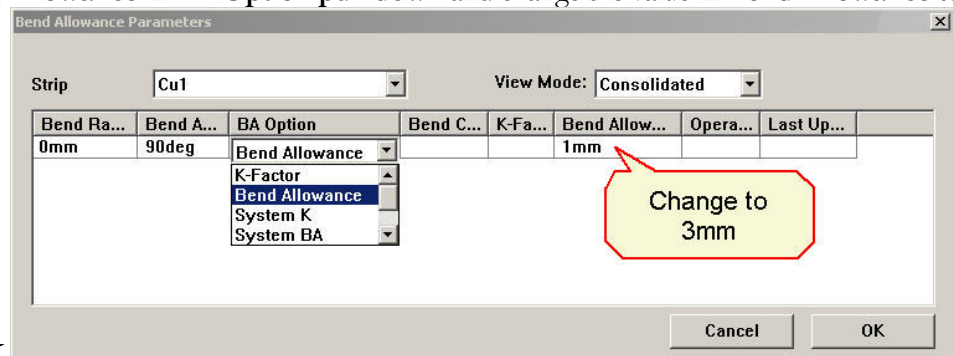 Bend Allowance Parameters
Strip Cu1 View Mode: Consolidated
Bend Ra... Bend A... BA Option Bend C... K-Fa... Bend Allow... Opera... Last Up...
0mm 90deg Bend Allowance 1mm
K-Factor
Bend Allowance
System K
System BA
Change to
3mm
Cancel OK